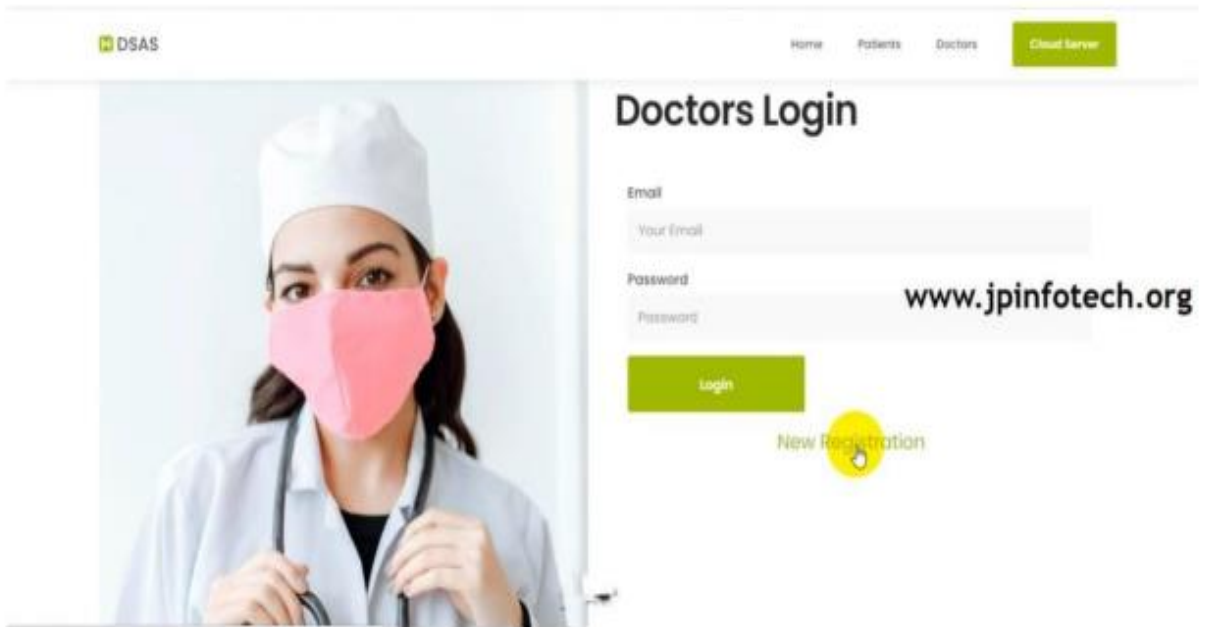 H DSAS
Home Patients Doctors Cloud Server
Doctors Login
Email
Your Email
Password
www.jpinfotech.org
Password
Login
New Registration